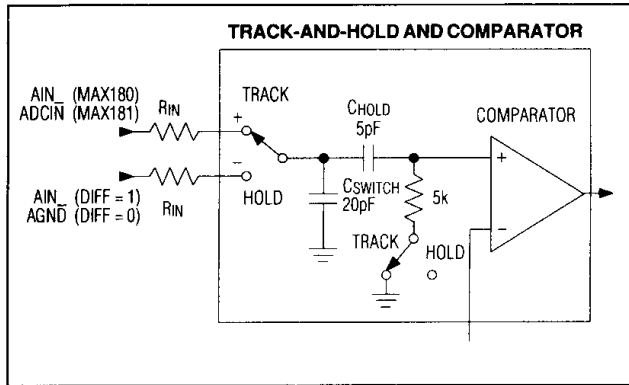 TRACK-AND-HOLD AND COMPARATOR
AIN_ (MAX180)
ADCIN (MAX181)
RIN
+
TRACK
CHOLD
5pF
COMPARATOR
−
HOLD
AIN_ (DIFF = 1)
AGND (DIFF = 0)
RIN
CSWITCH
20pF
5k
+
−
TRACK
HOLD